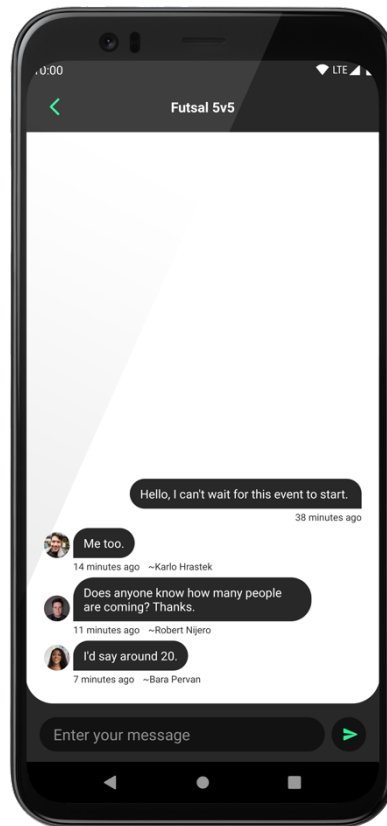 10:00 LTE
Futsal 5v5
Hello, I can't wait for this event to start.
38 minutes ago
Me too.
14 minutes ago ~Karlo Hrastek
Does anyone know how many people
are coming? Thanks.
11 minutes ago ~Robert Nijero
I'd say around 20.
7 minutes ago ~Bara Pervan
Enter your message